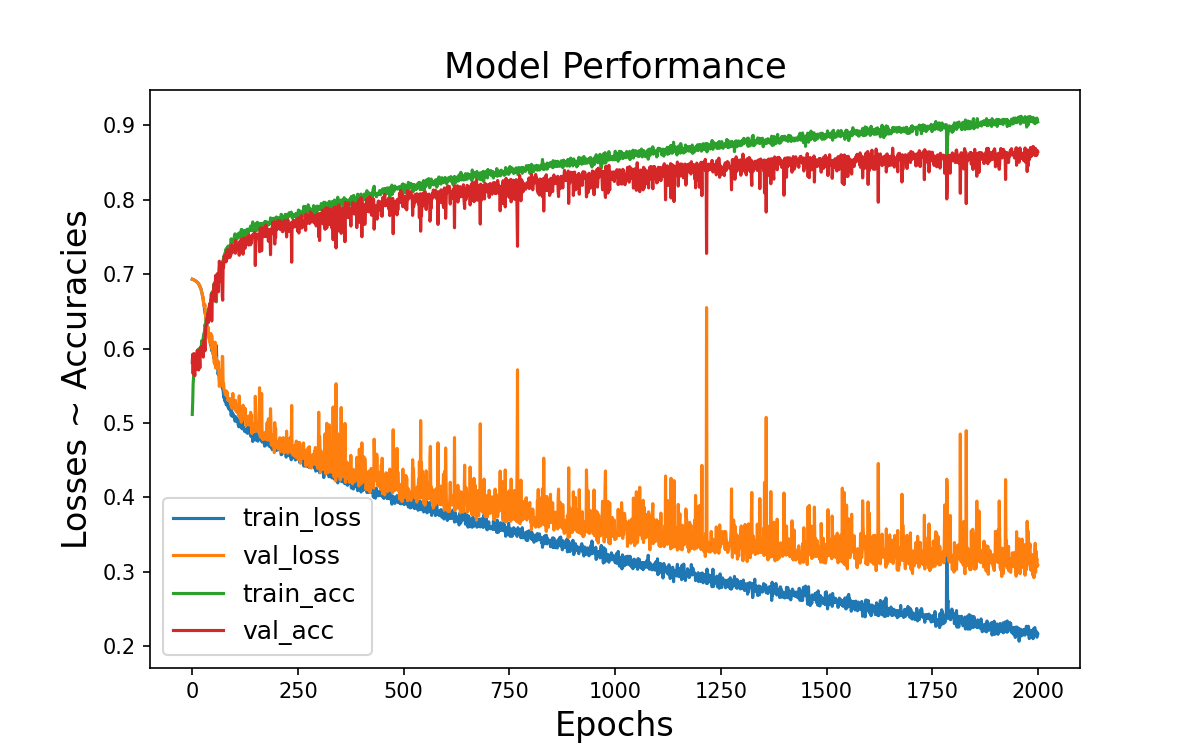 Model Performance
Losses ~ Accuracies
0.9
0.8
0.7
0.6
0.5
0.4
0.3
0.2
train_loss
val_loss
train_acc
val_acc
0 250 500 750 1000 1250 1500 1750 2000
Epochs